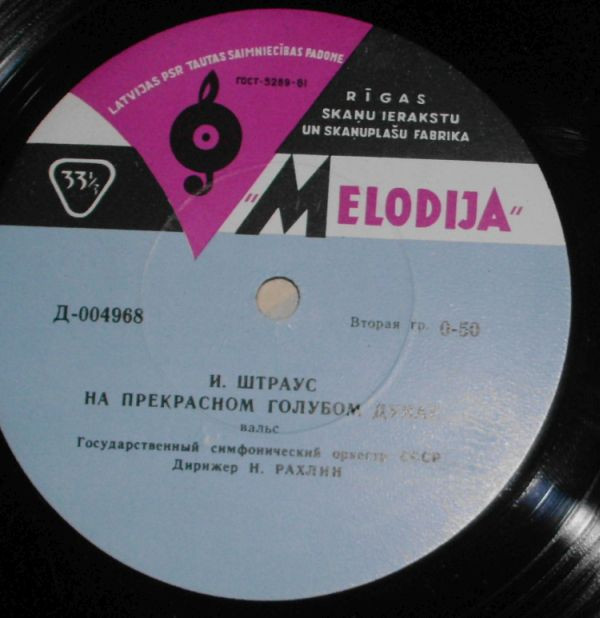 LATVIJAS PSR TAUTAS SAIMNIECĪBAS PADOME
ГОСТ-5289-61
RĪGAS
SKAŅU IERAKSTU
UN SKAŅUPLAŠU FABRIKA
33⅓
"MELODIJA"
Д-004968
Вторая гр. 0-50
И. ШТРАУС
НА ПРЕКРАСНОМ ГОЛУБОМ ДУНАЕ
вальс
Государственный симфонический оркестр СССР
Дирижер Н. РАХЛИН